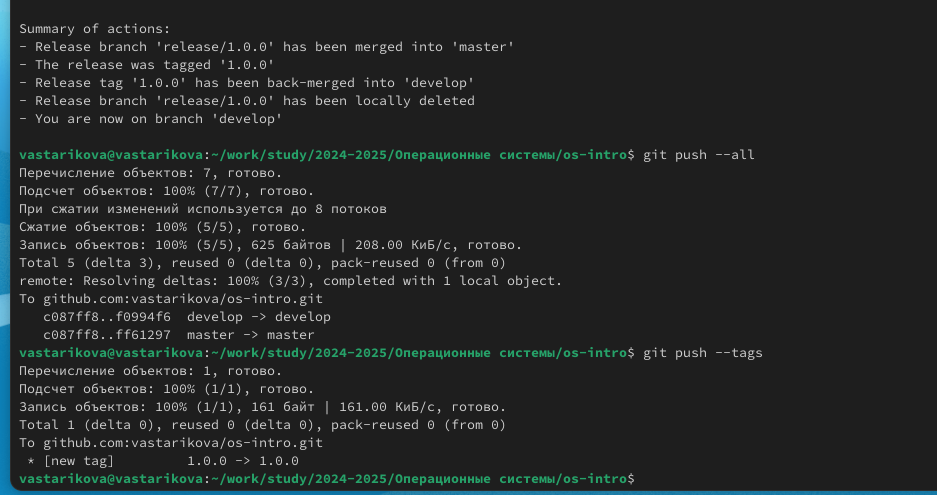 Summary of actions:
- Release branch 'release/1.0.0' has been merged into 'master'
- The release was tagged '1.0.0'
- Release tag '1.0.0' has been back-merged into 'develop'
- Release branch 'release/1.0.0' has been locally deleted
- You are now on branch 'develop'
vastarikova@vastarikova:~/work/study/2024-2025/Операционные системы/os-intro$ git push --all
Перечисление объектов: 7, готово.
Подсчет объектов: 100% (7/7), готово.
При сжатии изменений используется до 8 потоков
Сжатие объектов: 100% (5/5), готово.
Запись объектов: 100% (5/5), 625 байтов | 208.00 КиБ/с, готово.
Total 5 (delta 3), reused 0 (delta 0), pack-reused 0 (from 0)
remote: Resolving deltas: 100% (3/3), completed with 1 local object.
To github.com:vastarikova/os-intro.git
   c087ff8..f0994f6  develop -> develop
   c087ff8..ff61297  master -> master
vastarikova@vastarikova:~/work/study/2024-2025/Операционные системы/os-intro$ git push --tags
Перечисление объектов: 1, готово.
Подсчет объектов: 100% (1/1), готово.
Запись объектов: 100% (1/1), 161 байт | 161.00 КиБ/с, готово.
Total 1 (delta 0), reused 0 (delta 0), pack-reused 0 (from 0)
To github.com:vastarikova/os-intro.git
 * [new tag]         1.0.0 -> 1.0.0
vastarikova@vastarikova:~/work/study/2024-2025/Операционные системы/os-intro$